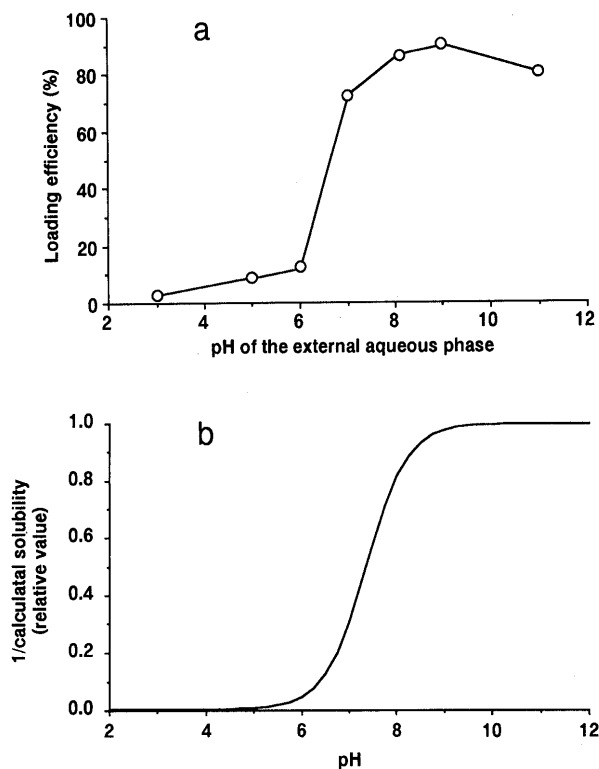 a
Loading efficiency (%)
100
80
60
40
20
0
2 4 6 8 10 12
pH of the external aqueous phase
b
1/calculatal solubility
(relative value)
1.0
0.8
0.6
0.4
0.2
0.0
2 4 6 8 10 12
pH